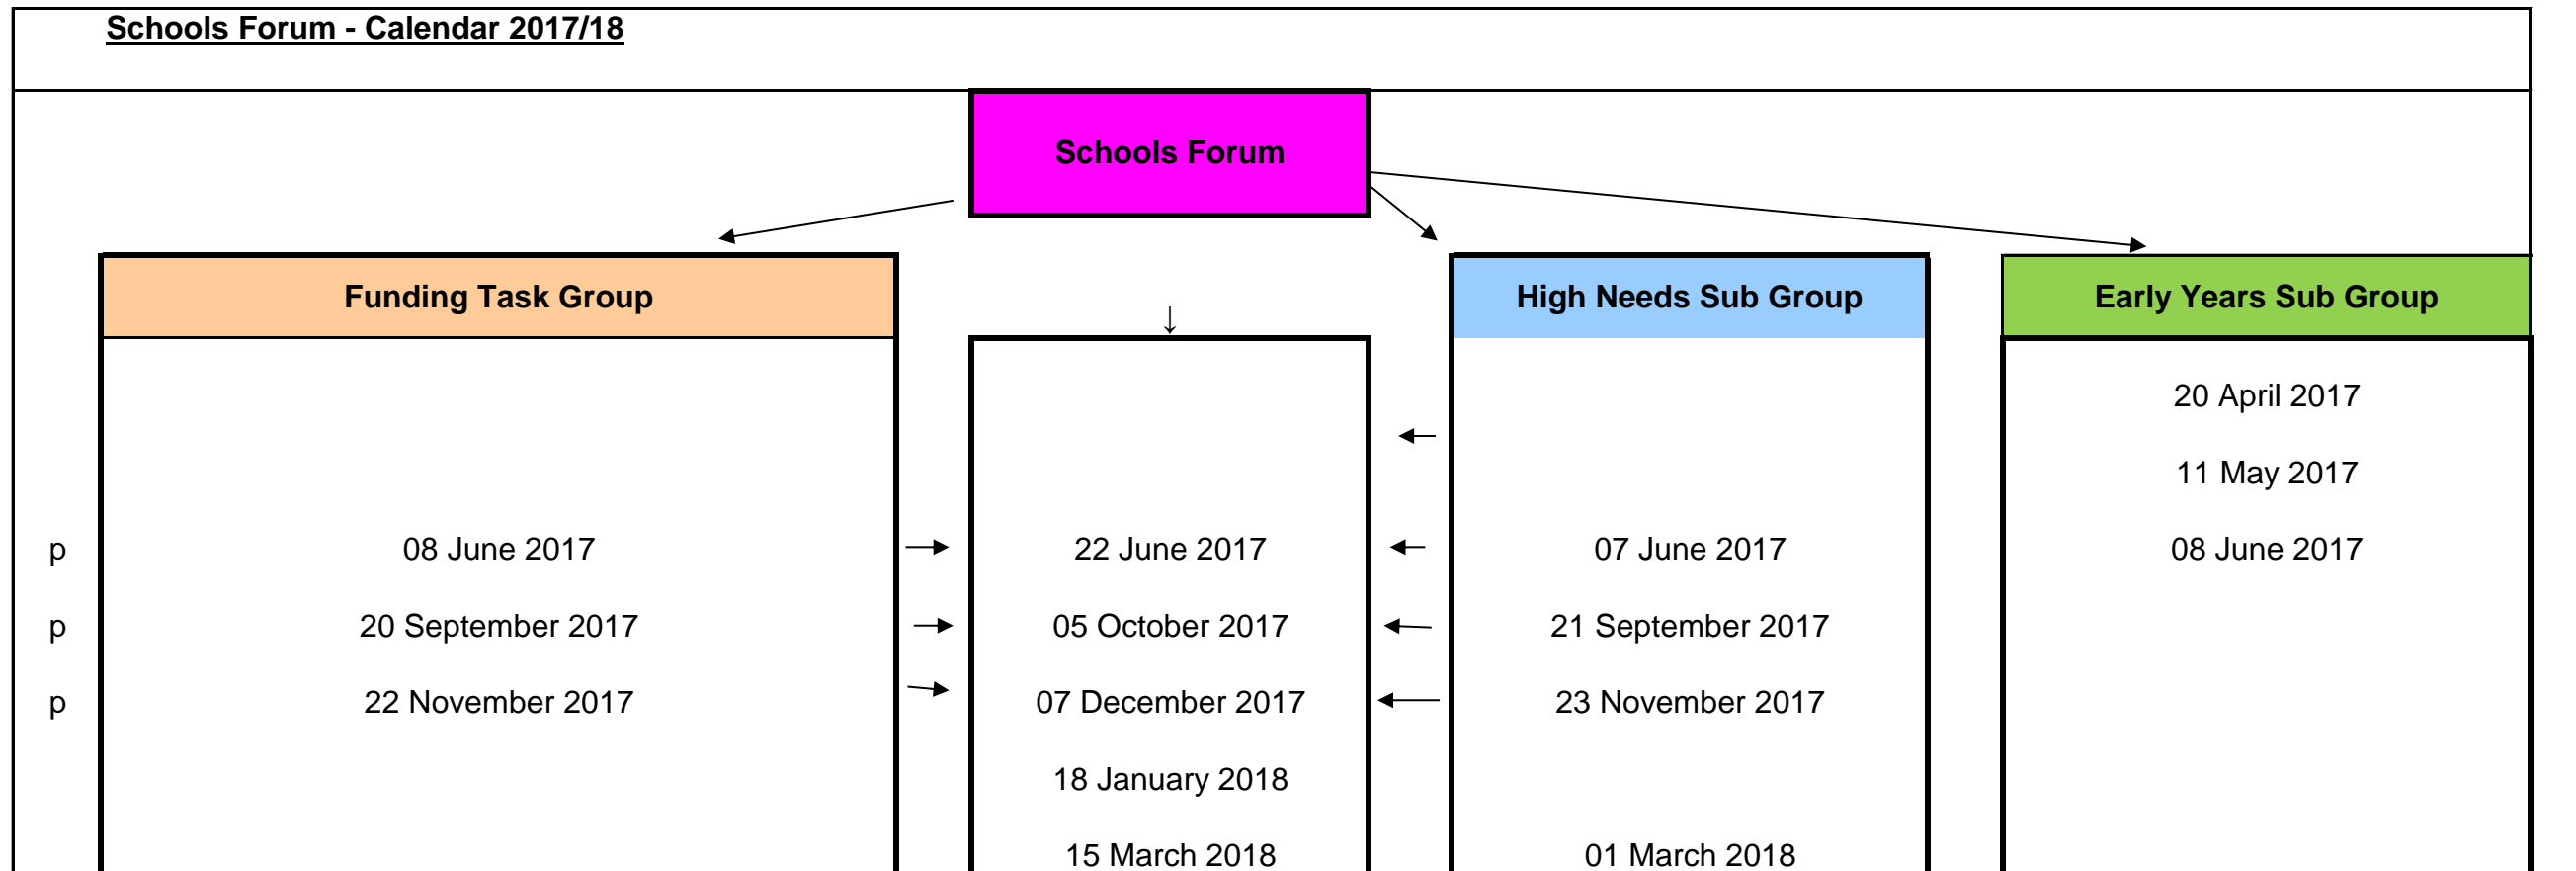 Schools Forum - Calendar 2017/18
Schools Forum
Funding Task Group
High Needs Sub Group
Early Years Sub Group
↓
20 April 2017
11 May 2017
p 08 June 2017 22 June 2017 07 June 2017 08 June 2017
p 20 September 2017 05 October 2017 21 September 2017
p 22 November 2017 07 December 2017 23 November 2017
18 January 2018
15 March 2018 01 March 2018